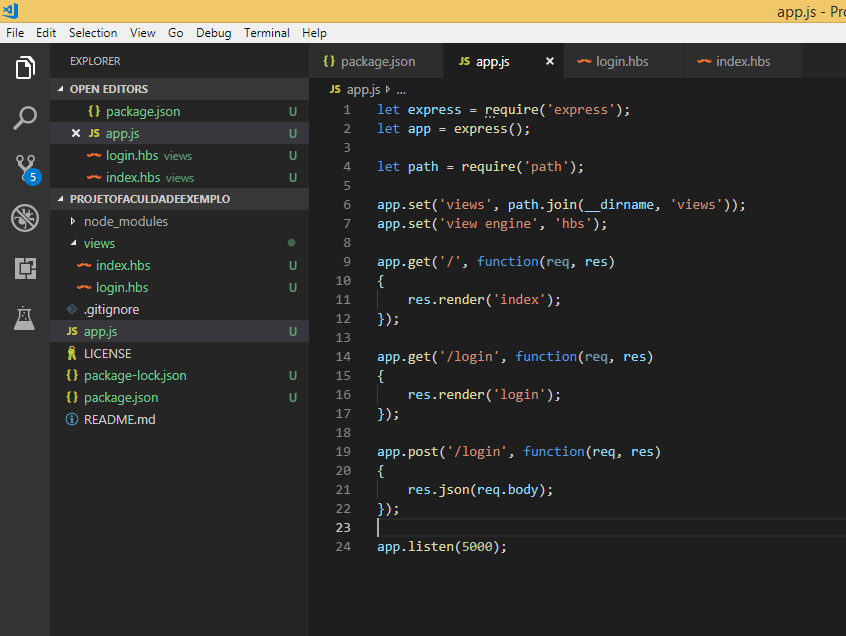 app.js - Pro
File Edit Selection View Go Debug Terminal Help
EXPLORER
OPEN EDITORS
{} package.json U
JS app.js U
login.hbs views U
index.hbs views U
5
PROJETOFACULDADEEXEMPLO
node_modules
views
index.hbs U
login.hbs U
.gitignore
JS app.js U
LICENSE
{} package-lock.json U
{} package.json U
README.md
{} package.json JS app.js login.hbs index.hbs
JS app.js ...
1 let express = require('express');
2 let app = express();
3
4 let path = require('path');
5
6 app.set('views', path.join(__dirname, 'views'));
7 app.set('view engine', 'hbs');
8
9 app.get('/', function(req, res)
10 {
11     res.render('index');
12 });
13
14 app.get('/login', function(req, res)
15 {
16     res.render('login');
17 });
18
19 app.post('/login', function(req, res)
20 {
21     res.json(req.body);
22 });
23
24 app.listen(5000);